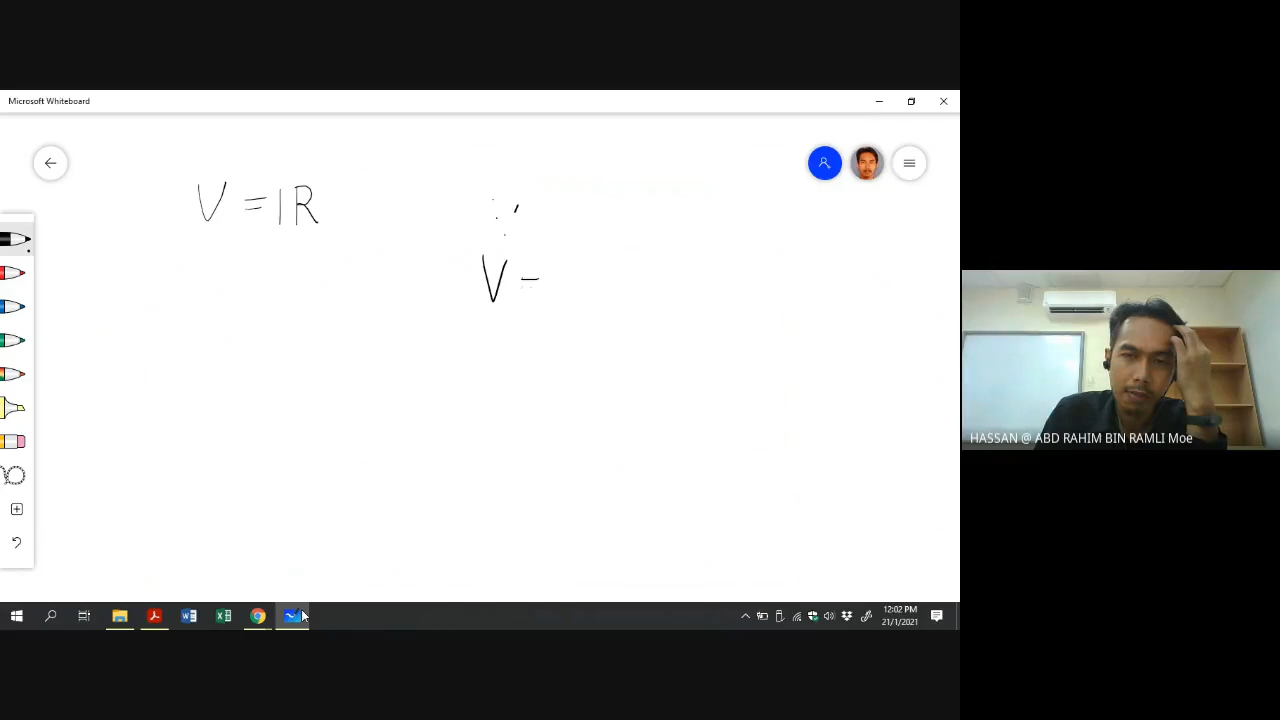 Microsoft Whiteboard
V = IR
V =
HASSAN @ ABD RAHIM BIN RAMLI Moe
12:02 PM
21/1/2021